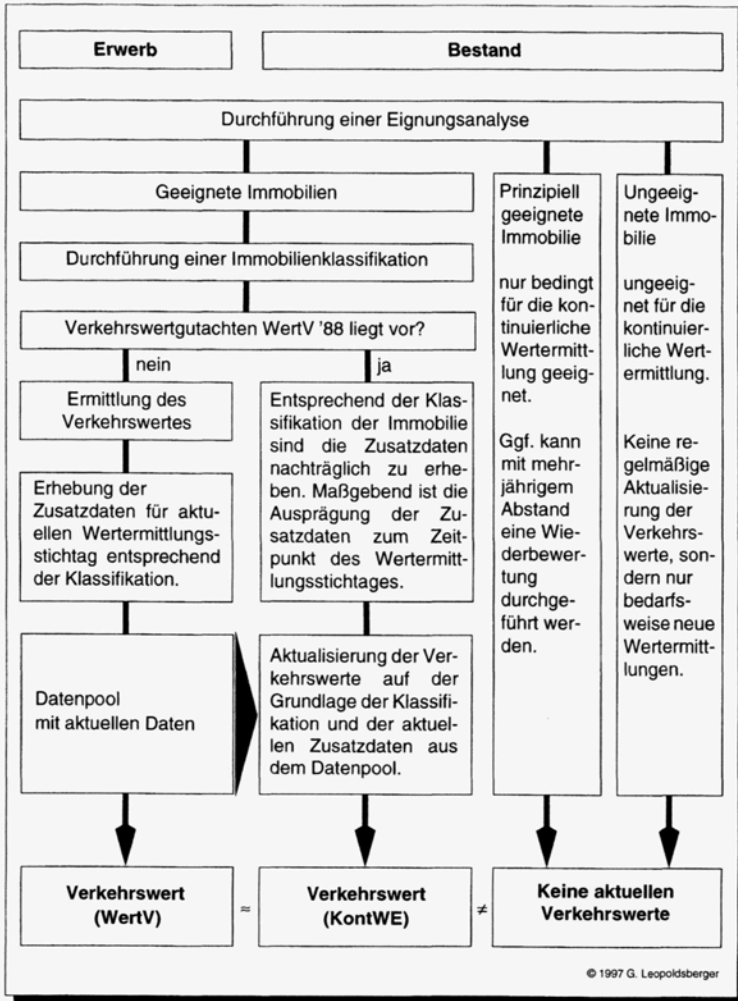 Erwerb
Bestand
Durchführung einer Eignungsanalyse
Geeignete Immobilien
Durchführung einer Immobilienklassifikation
Verkehrswertgutachten WertV '88 liegt vor?
nein
ja
Ermittlung des
Verkehrswertes
Erhebung der
Zusatzdaten für aktu-
ellen Wertermittlungs-
stichtag entsprechend
der Klassifikation.
Datenpool
mit aktuellen Daten
Entsprechend der Klas-
sifikation der Immobilie
sind die Zusatzdaten
nachträglich zu erhe-
ben. Maßgebend ist die
Ausprägung der Zu-
satzdaten zum Zeit-
punkt des Wertermitt-
lungsstichtages.
Aktualisierung der Ver-
kehrswerte auf der
Grundlage der Klassifi-
kation und der aktuel-
len Zusatzdaten aus
dem Datenpool.
Prinzipiell
geeignete
Immobilie
nur bedingt
für die kon-
tinuierliche
Wertermitt-
lung geeig-
net.
Ggf. kann
mit mehr-
jährigem
Abstand
eine Wie-
derbewer-
tung
durchge-
führt wer-
den.
Ungeeig-
nete Immo-
bilie
ungeeig-
net für die
kontinuier-
liche Wert-
ermittlung.
Keine re-
gelmäßige
Aktualisie-
rung der
Verkehrs-
werte, son-
dern nur
bedarfs-
weise neue
Wertermitt-
lungen.
Verkehrswert
(WertV)
≈
Verkehrswert
(KontWE)
≠
Keine aktuellen
Verkehrswerte
© 1997 G. Leopoldsberger